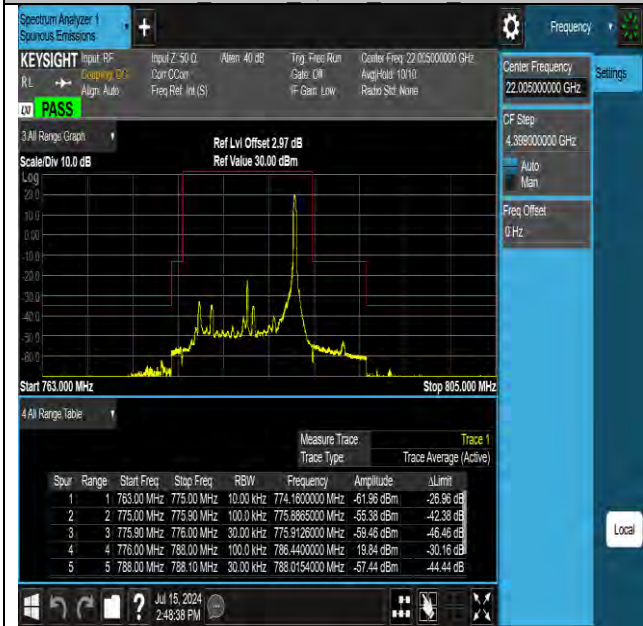 Spectrum Analyzer 1
Spurious Emissions
Frequency
KEYSIGHT
Input: RF
Input Z: 50 Ω
Atten: 40 dB
Trig: Free Run
Center Freq: 22.005000000 GHz
RL
Coupling: DC
Corr CCorr
Gate: Off
Avg|Hold: 10/10
Align: Auto
Freq Ref: Int (S)
IF Gain: Low
Radio Std: None
LXI
PASS
Center Frequency
22.005000000 GHz
Settings
CF Step
4.399000000 GHz
Auto
Man
Freq Offset
0 Hz
3 All Range Graph
Ref Lvl Offset 2.97 dB
Scale/Div 10.0 dB
Ref Value 30.00 dBm
Log
20.0
10.0
0.00
-10.0
-20.0
-30.0
-40.0
-50.0
-60.0
Start 763.000 MHz
Stop 805.000 MHz
4 All Range Table
Measure Trace
Trace 1
Trace Type
Trace Average (Active)
Spur Range Start Freq Stop Freq RBW Frequency Amplitude ΔLimit
1 1 763.00 MHz 775.00 MHz 10.00 kHz 774.1600000 MHz -61.96 dBm -26.96 dB
2 2 775.00 MHz 775.90 MHz 100.0 kHz 775.8865000 MHz -55.38 dBm -42.38 dB
3 3 775.90 MHz 776.00 MHz 30.00 kHz 775.9126000 MHz -59.46 dBm -46.46 dB
4 4 776.00 MHz 788.00 MHz 100.0 kHz 786.4400000 MHz 19.84 dBm -30.16 dB
5 5 788.00 MHz 788.10 MHz 30.00 kHz 788.0154000 MHz -57.44 dBm -44.44 dB
Local
?
Jul 15, 2024
2:48:38 PM